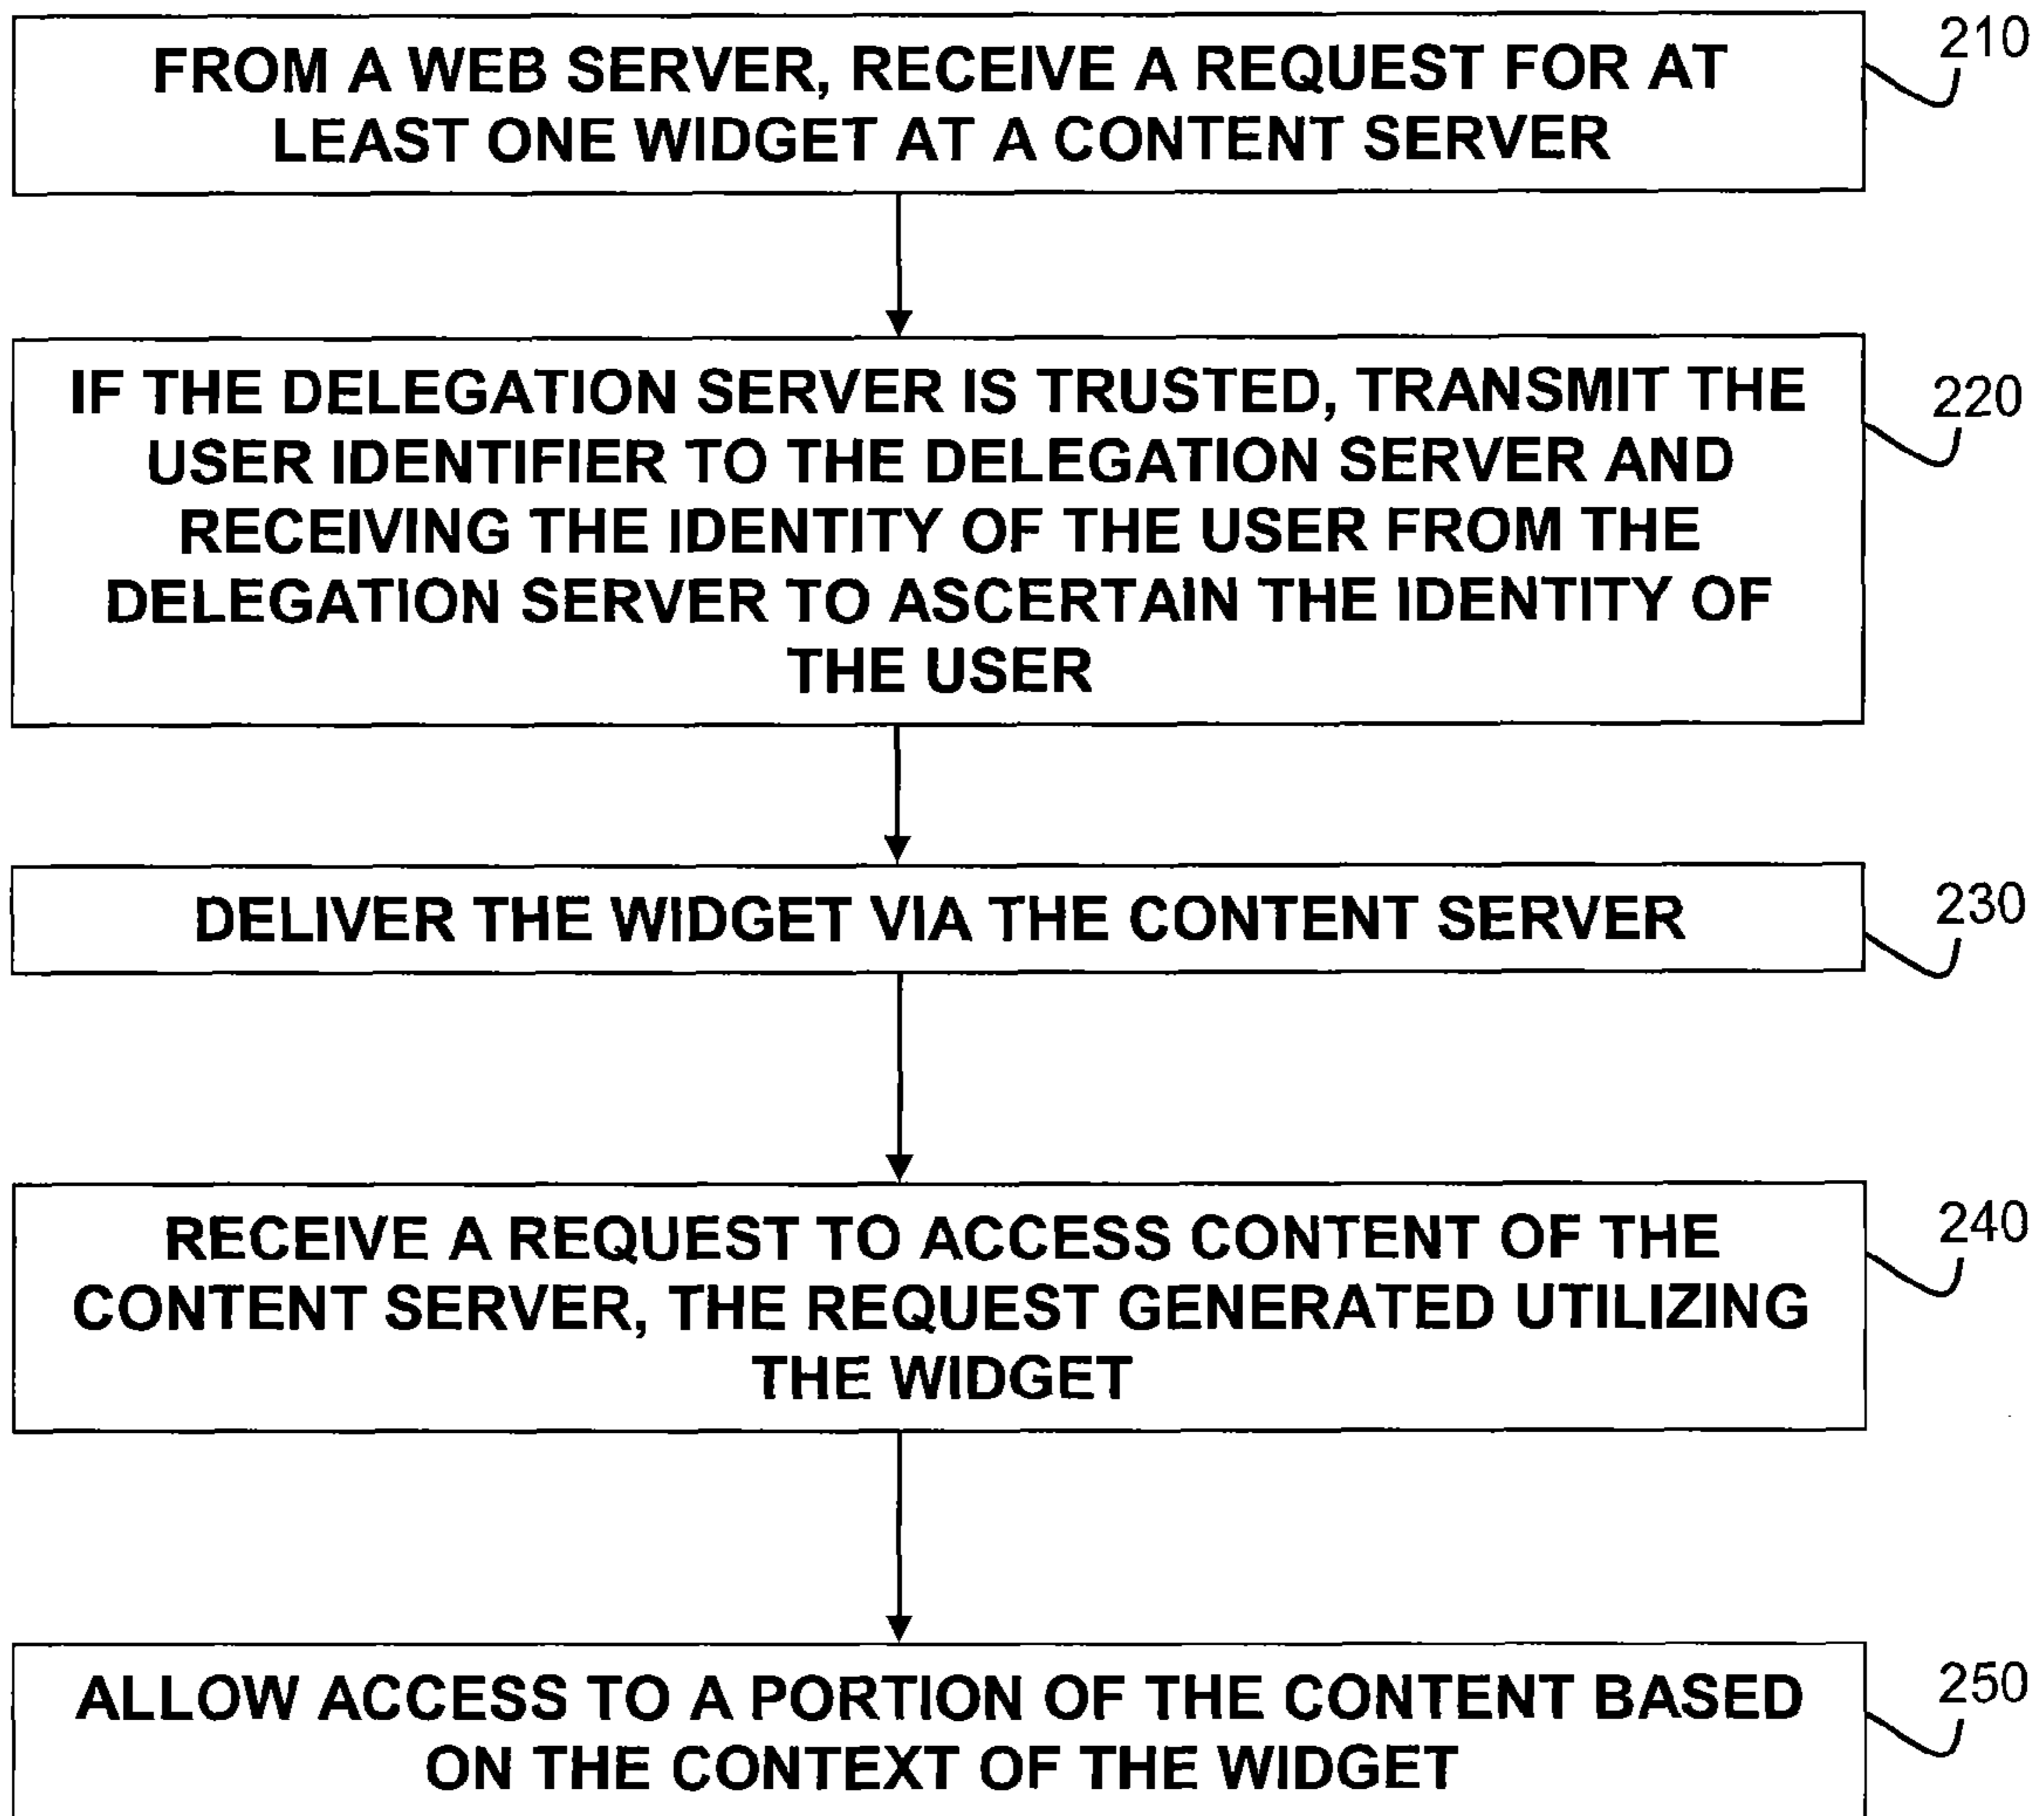 210
FROM A WEB SERVER, RECEIVE A REQUEST FOR AT
LEAST ONE WIDGET AT A CONTENT SERVER
220
IF THE DELEGATION SERVER IS TRUSTED, TRANSMIT THE
USER IDENTIFIER TO THE DELEGATION SERVER AND
RECEIVING THE IDENTITY OF THE USER FROM THE
DELEGATION SERVER TO ASCERTAIN THE IDENTITY OF
THE USER
230
DELIVER THE WIDGET VIA THE CONTENT SERVER
240
RECEIVE A REQUEST TO ACCESS CONTENT OF THE
CONTENT SERVER, THE REQUEST GENERATED UTILIZING
THE WIDGET
250
ALLOW ACCESS TO A PORTION OF THE CONTENT BASED
ON THE CONTEXT OF THE WIDGET